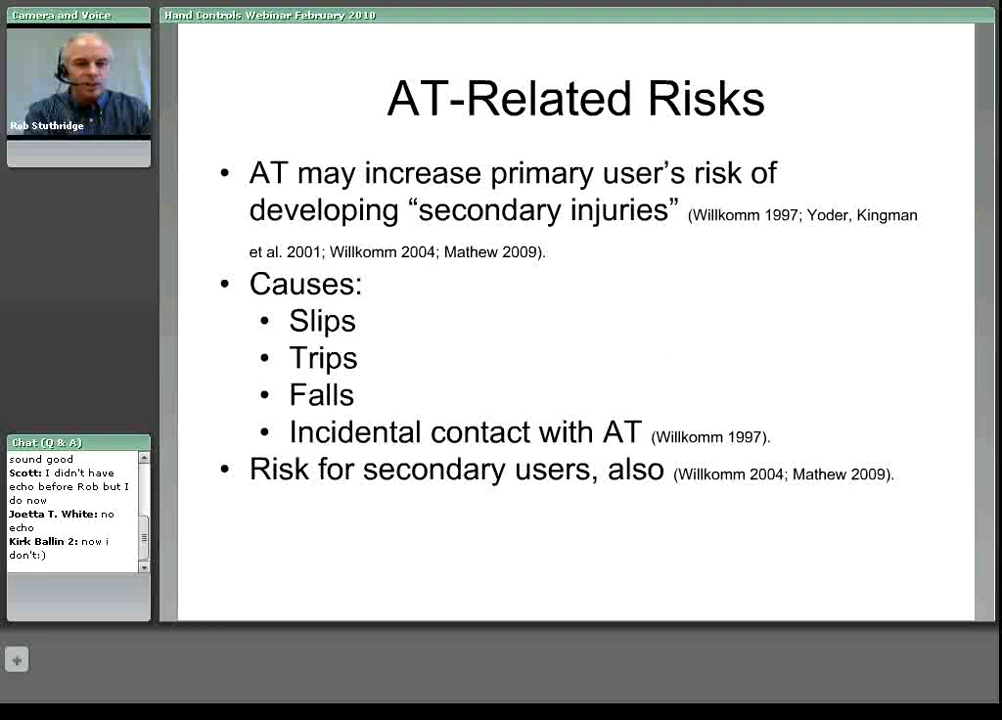 Camera and Voice
Rob Stuthridge
Hand Controls Webinar February 2010
AT-Related Risks
• AT may increase primary user’s risk of
developing “secondary injuries” (Willkomm 1997; Yoder, Kingman
et al. 2001; Willkomm 2004; Mathew 2009).
• Causes:
• Slips
• Trips
• Falls
• Incidental contact with AT (Willkomm 1997).
• Risk for secondary users, also (Willkomm 2004; Mathew 2009).
Chat (Q & A)
sound good
Scott: I didn't have
echo before Rob but I
do now
Joetta T. White: no
echo
Kirk Ballin 2: now i
don't:)